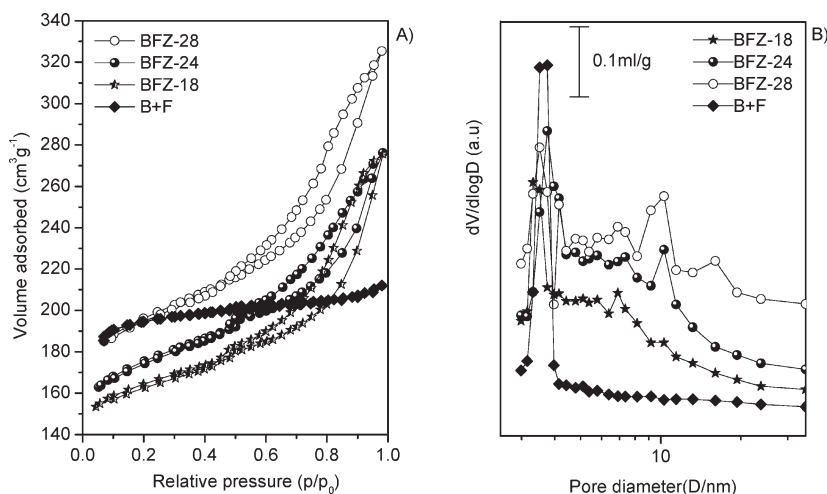 A)
BFZ-28
BFZ-24
BFZ-18
B+F
340
320
300
280
260
240
220
200
180
160
140
0.0
0.2
0.4
0.6
0.8
1.0
Volume adsorbed (cm³g⁻¹)
Relative pressure (p/p₀)
B)
0.1ml/g
BFZ-18
BFZ-24
BFZ-28
B+F
dV/dlogD (a.u)
10
Pore diameter(D/nm)